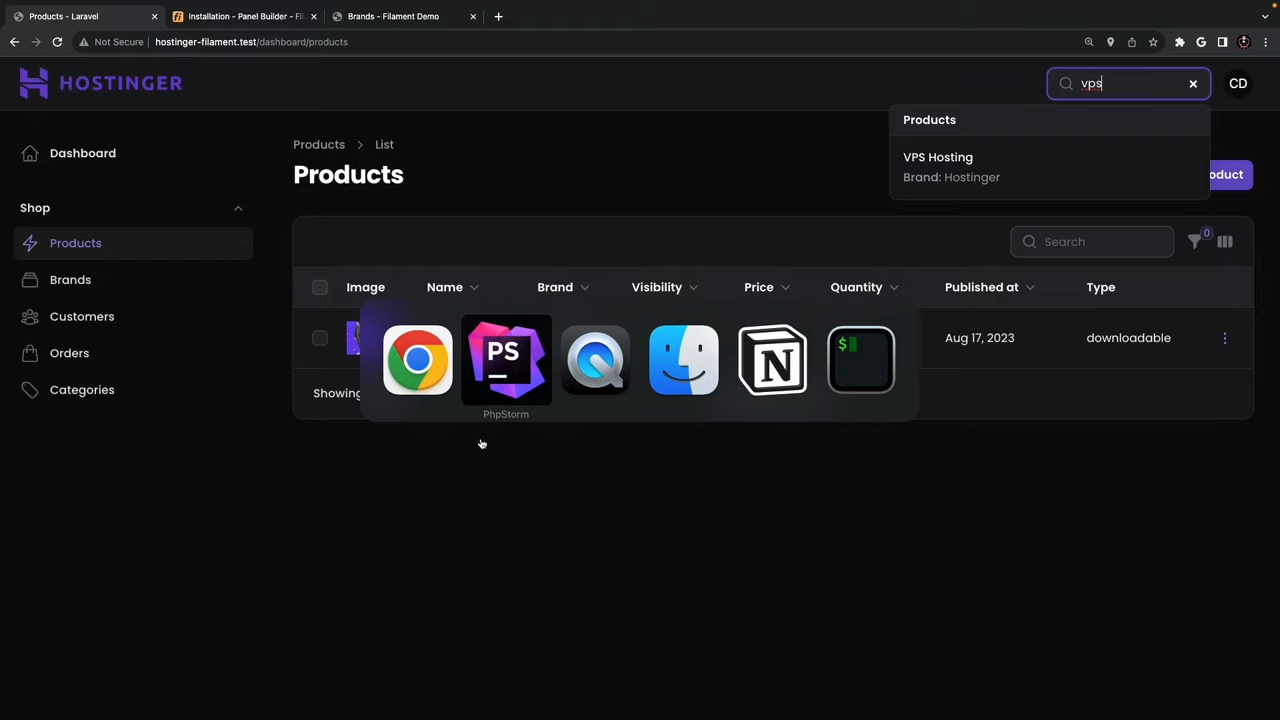 Products - Laravel
Installation - Panel Builder - Fil
Brands - Filament Demo
Not Secure
hostinger-filament.test/dashboard/products
HOSTINGER
vps
CD
Products
VPS Hosting
Brand: Hostinger
Dashboard
Shop
Products
Brands
Customers
Orders
Categories
Products > List
Products
oduct
Search
0
Image Name Brand Visibility Price Quantity Published at Type
Aug 17, 2023 downloadable
Showing
PS
N
$
PhpStorm